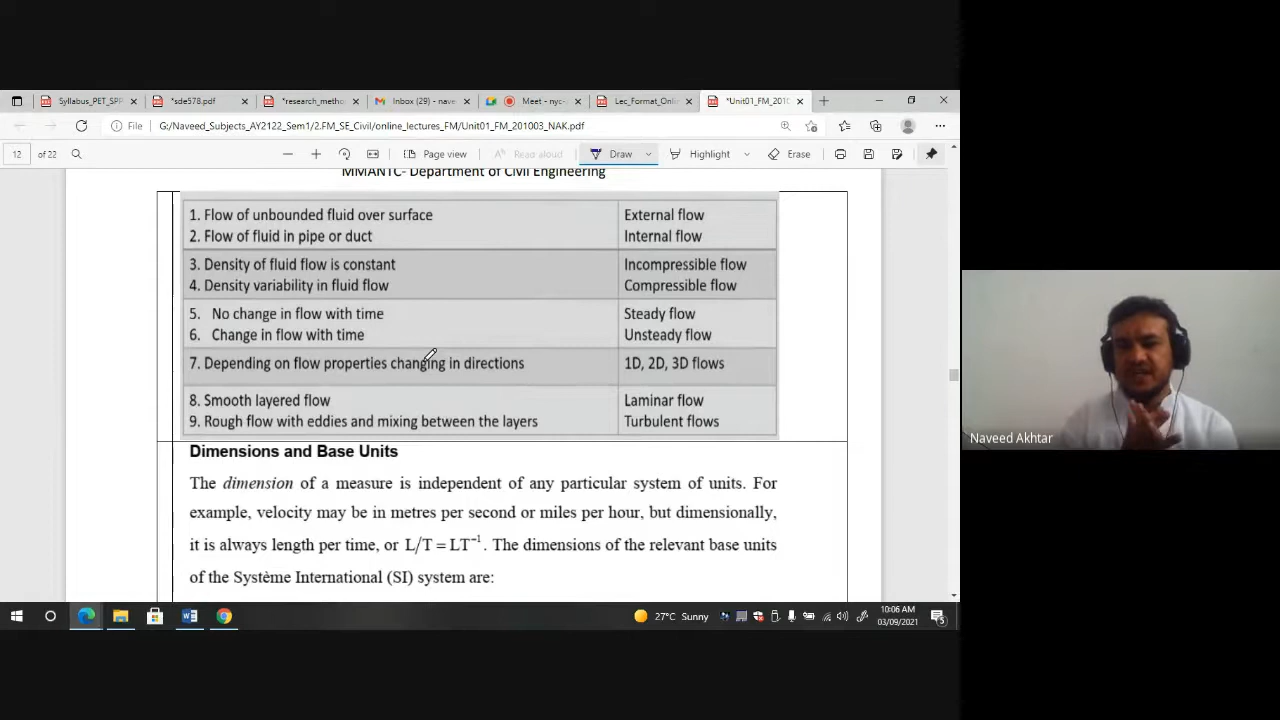 Syllabus_PET_SPP
*sde578.pdf
*research_metho
Inbox (29) - nave
Meet - nyc-
Lec_Format_Onli
*Unit01_FM_2010
File
G:/Naveed_Subjects_AY2122_Sem1/2.FM_SE_Civil/online_lectures_FM/Unit01_FM_201003_NAK.pdf
12 of 22
Page view
Read aloud
Draw
Highlight
Erase
MMANTC- Department of Civil Engineering
1. Flow of unbounded fluid over surface External flow
2. Flow of fluid in pipe or duct Internal flow
3. Density of fluid flow is constant Incompressible flow
4. Density variability in fluid flow Compressible flow
5. No change in flow with time Steady flow
6. Change in flow with time Unsteady flow
7. Depending on flow properties changing in directions 1D, 2D, 3D flows
8. Smooth layered flow Laminar flow
9. Rough flow with eddies and mixing between the layers Turbulent flows
Dimensions and Base Units
The dimension of a measure is independent of any particular system of units. For
example, velocity may be in metres per second or miles per hour, but dimensionally,
it is always length per time, or L/T = LT⁻¹. The dimensions of the relevant base units
of the Système International (SI) system are:
Naveed Akhtar
27°C Sunny
10:06 AM
03/09/2021
5